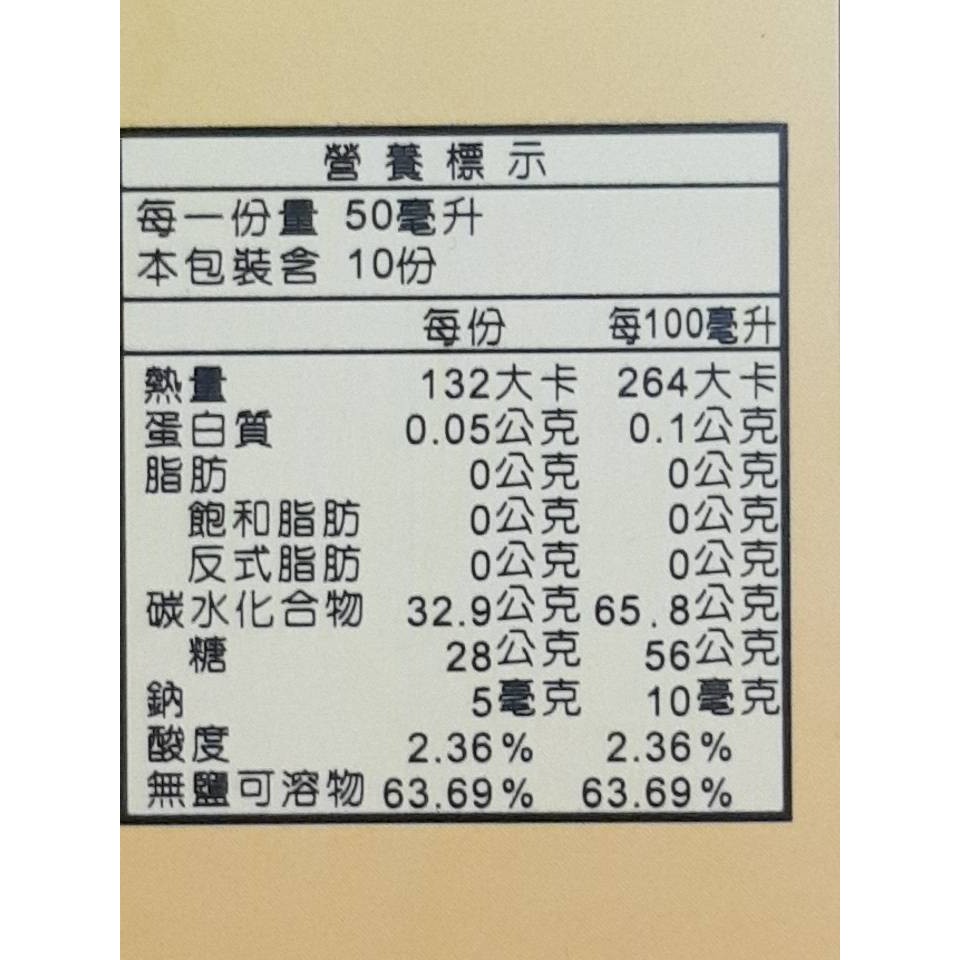 營養標示
每一份量 50毫升
本包裝含 10份
每份 每100毫升
熱量 132大卡 264大卡
蛋白質 0.05公克 0.1公克
脂肪 0公克 0公克
飽和脂肪 0公克 0公克
反式脂肪 0公克 0公克
碳水化合物 32.9公克 65.8公克
糖 28公克 56公克
鈉 5毫克 10毫克
酸度 2.36% 2.36%
無鹽可溶物 63.69% 63.69%